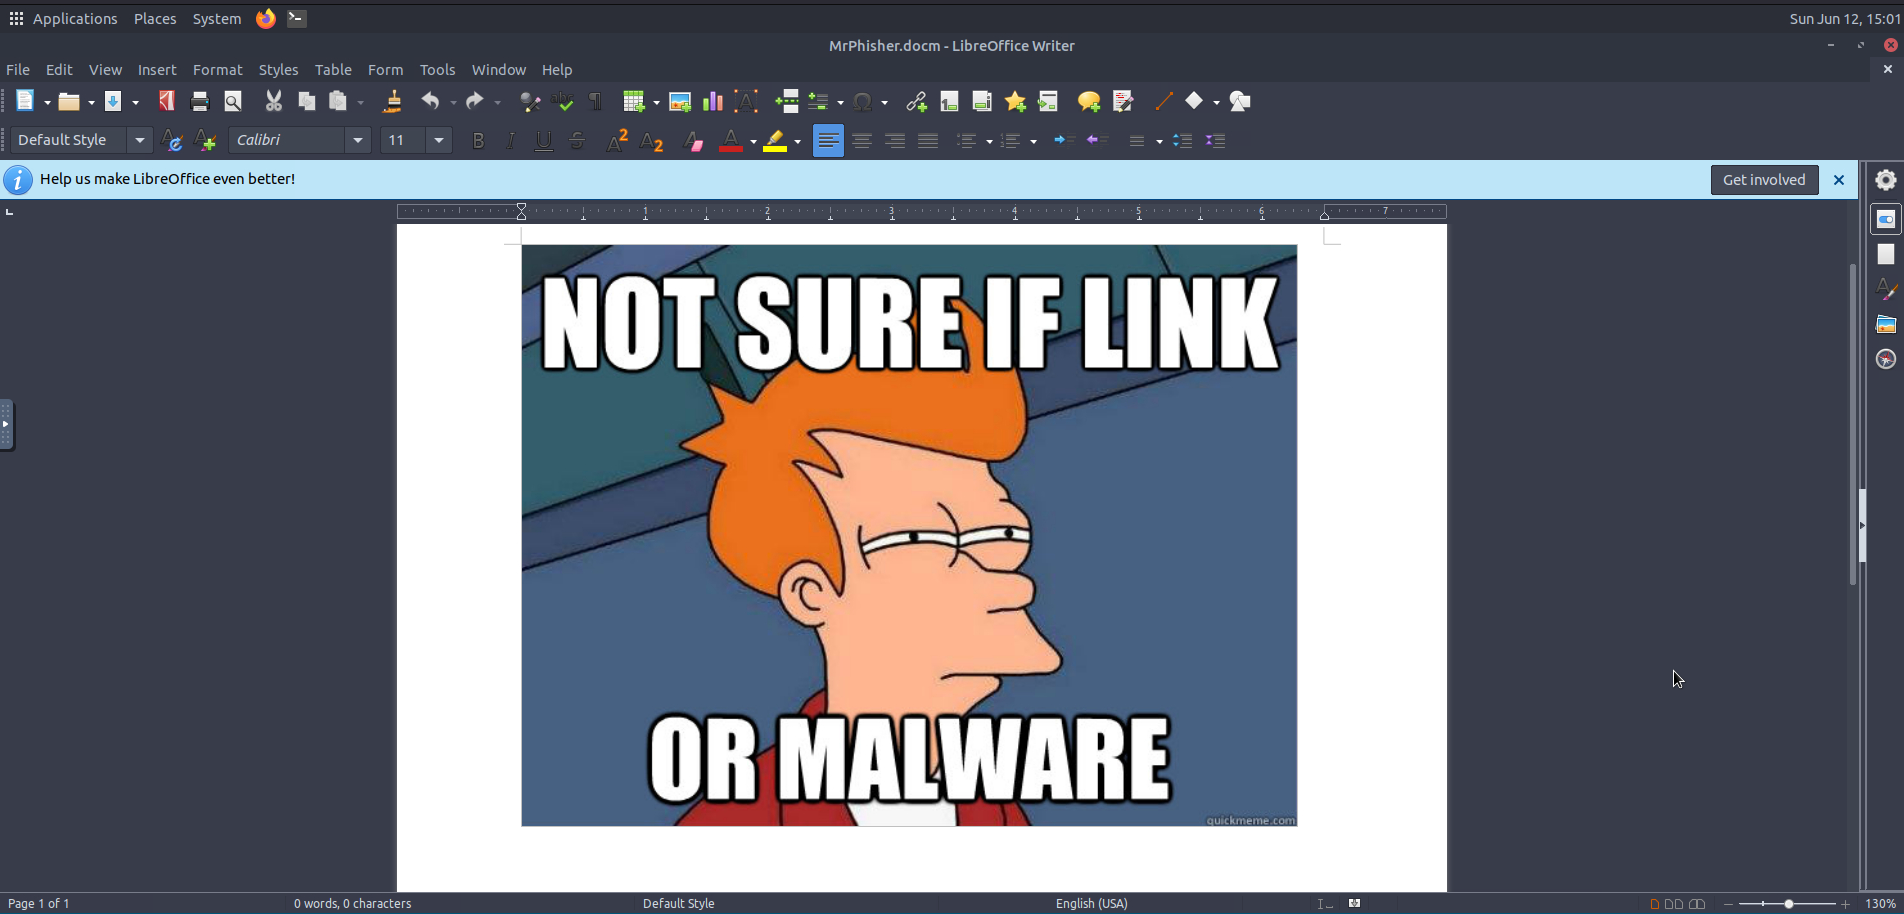 Applications Places System Sun Jun 12, 15:01
MrPhisher.docm - LibreOffice Writer
File Edit View Insert Format Styles Table Form Tools Window Help
Default Style Calibri 11
Help us make LibreOffice even better! Get involved
1 2 3 4 5 6 7
NOT SURE IF LINK
OR MALWARE
quickmeme.com
Page 1 of 1 0 words, 0 characters Default Style English (USA) 130%